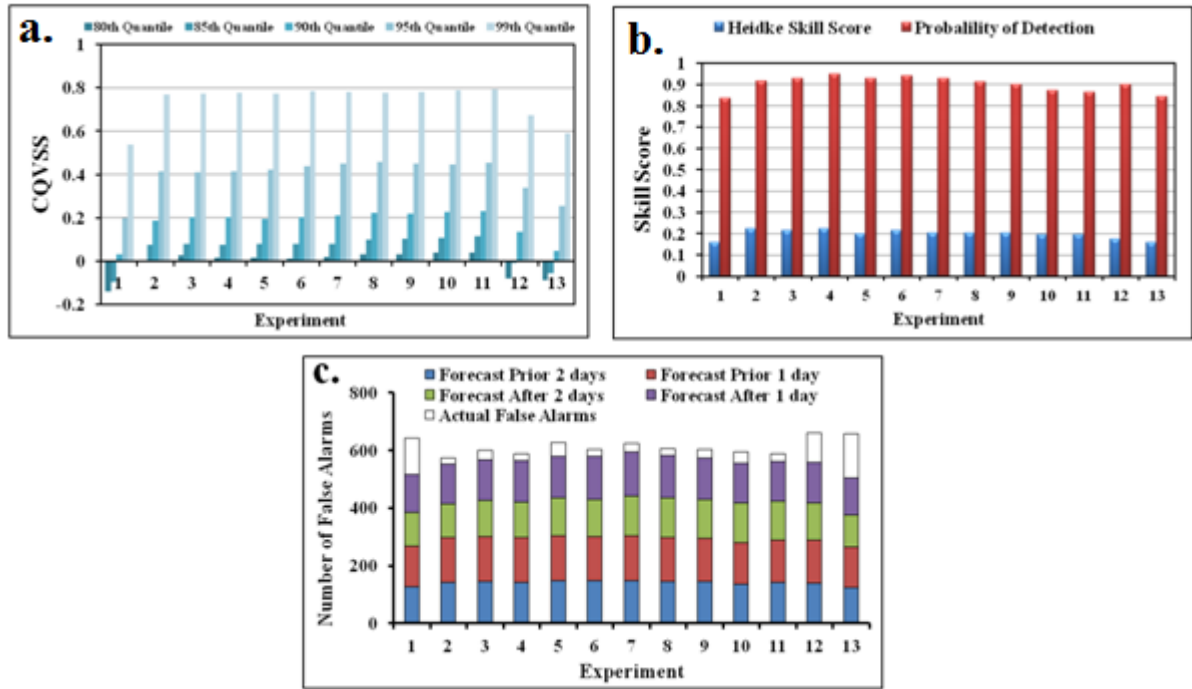 a.
80th Quantile 85th Quantile 90th Quantile 95th Quantile 99th Quantile
1
0.8
0.6
0.4
0.2
0
-0.2
CQVSS
1 2 3 4 5 6 7 8 9 10 11 12 13
Experiment
b.
Heidke Skill Score Probalility of Detection
1
0.9
0.8
0.7
0.6
0.5
0.4
0.3
0.2
0.1
0
Skill Score
1 2 3 4 5 6 7 8 9 10 11 12 13
Experiment
c.
Forecast Prior 2 days Forecast Prior 1 day
Forecast After 2 days Forecast After 1 day
Actual False Alarms
800
600
400
200
0
Number of False Alarms
1 2 3 4 5 6 7 8 9 10 11 12 13
Experiment